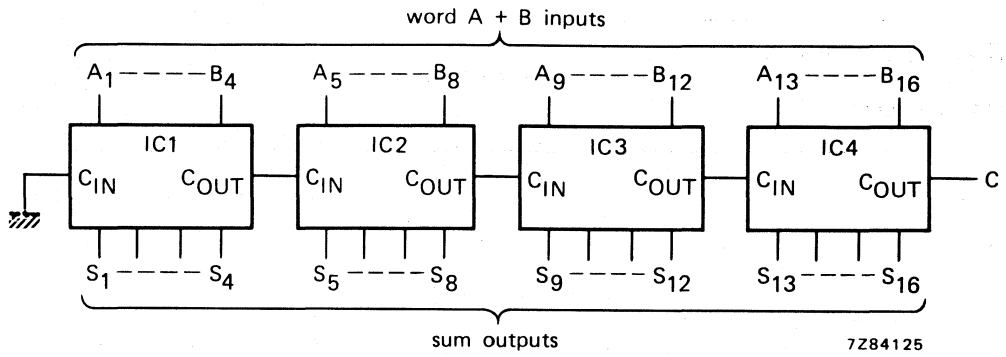 word A + B inputs
A1 ---- B4 A5 ---- B8 A9 ---- B12 A13 ---- B16
IC1 IC2 IC3 IC4
CIN COUT CIN COUT CIN COUT CIN COUT C
S1 ---- S4 S5 ---- S8 S9 ---- S12 S13 ---- S16
sum outputs
7Z84125